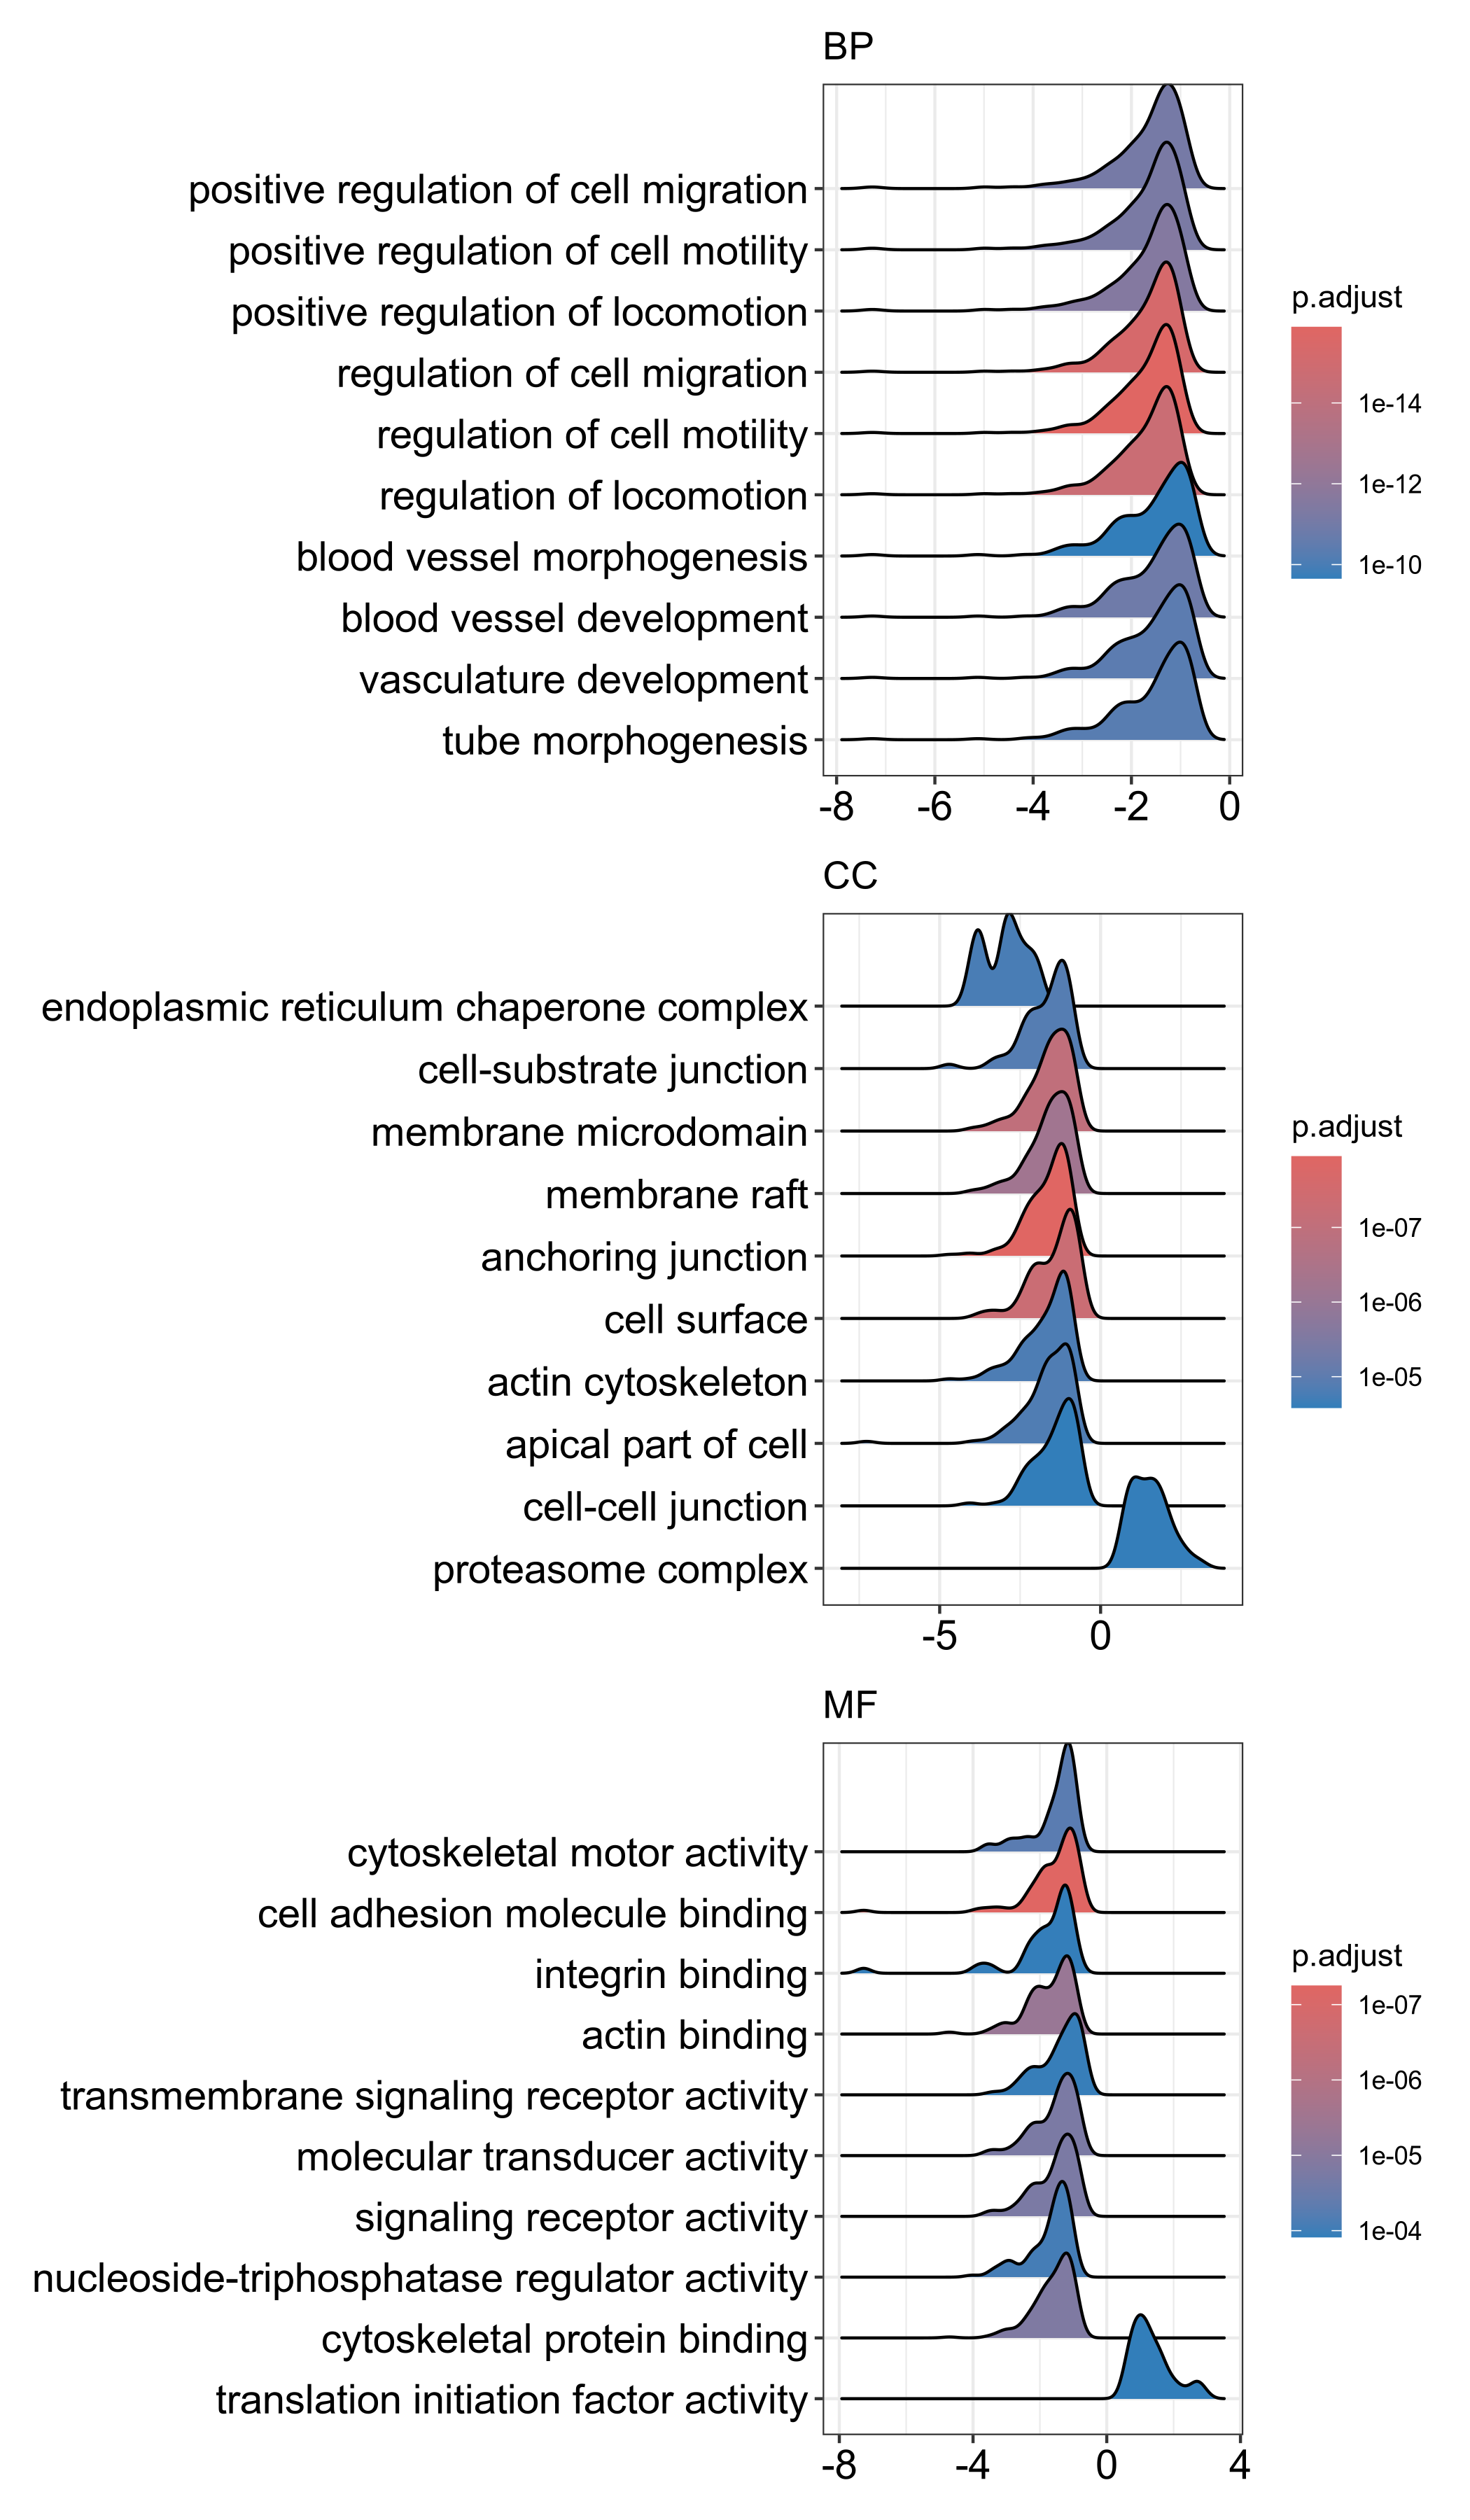 BP
positive regulation of cell migration
positive regulation of cell motility
positive regulation of locomotion
regulation of cell migration
regulation of cell motility
regulation of locomotion
blood vessel morphogenesis
blood vessel development
vasculature development
tube morphogenesis
-8 -6 -4 -2 0
p.adjust
1e-14
1e-12
1e-10
CC
endoplasmic reticulum chaperone complex
cell-substrate junction
membrane microdomain
membrane raft
anchoring junction
cell surface
actin cytoskeleton
apical part of cell
cell-cell junction
proteasome complex
-5 0
p.adjust
1e-07
1e-06
1e-05
MF
cytoskeletal motor activity
cell adhesion molecule binding
integrin binding
actin binding
transmembrane signaling receptor activity
molecular transducer activity
signaling receptor activity
nucleoside-triphosphatase regulator activity
cytoskeletal protein binding
translation initiation factor activity
-8 -4 0 4
p.adjust
1e-07
1e-06
1e-05
1e-04